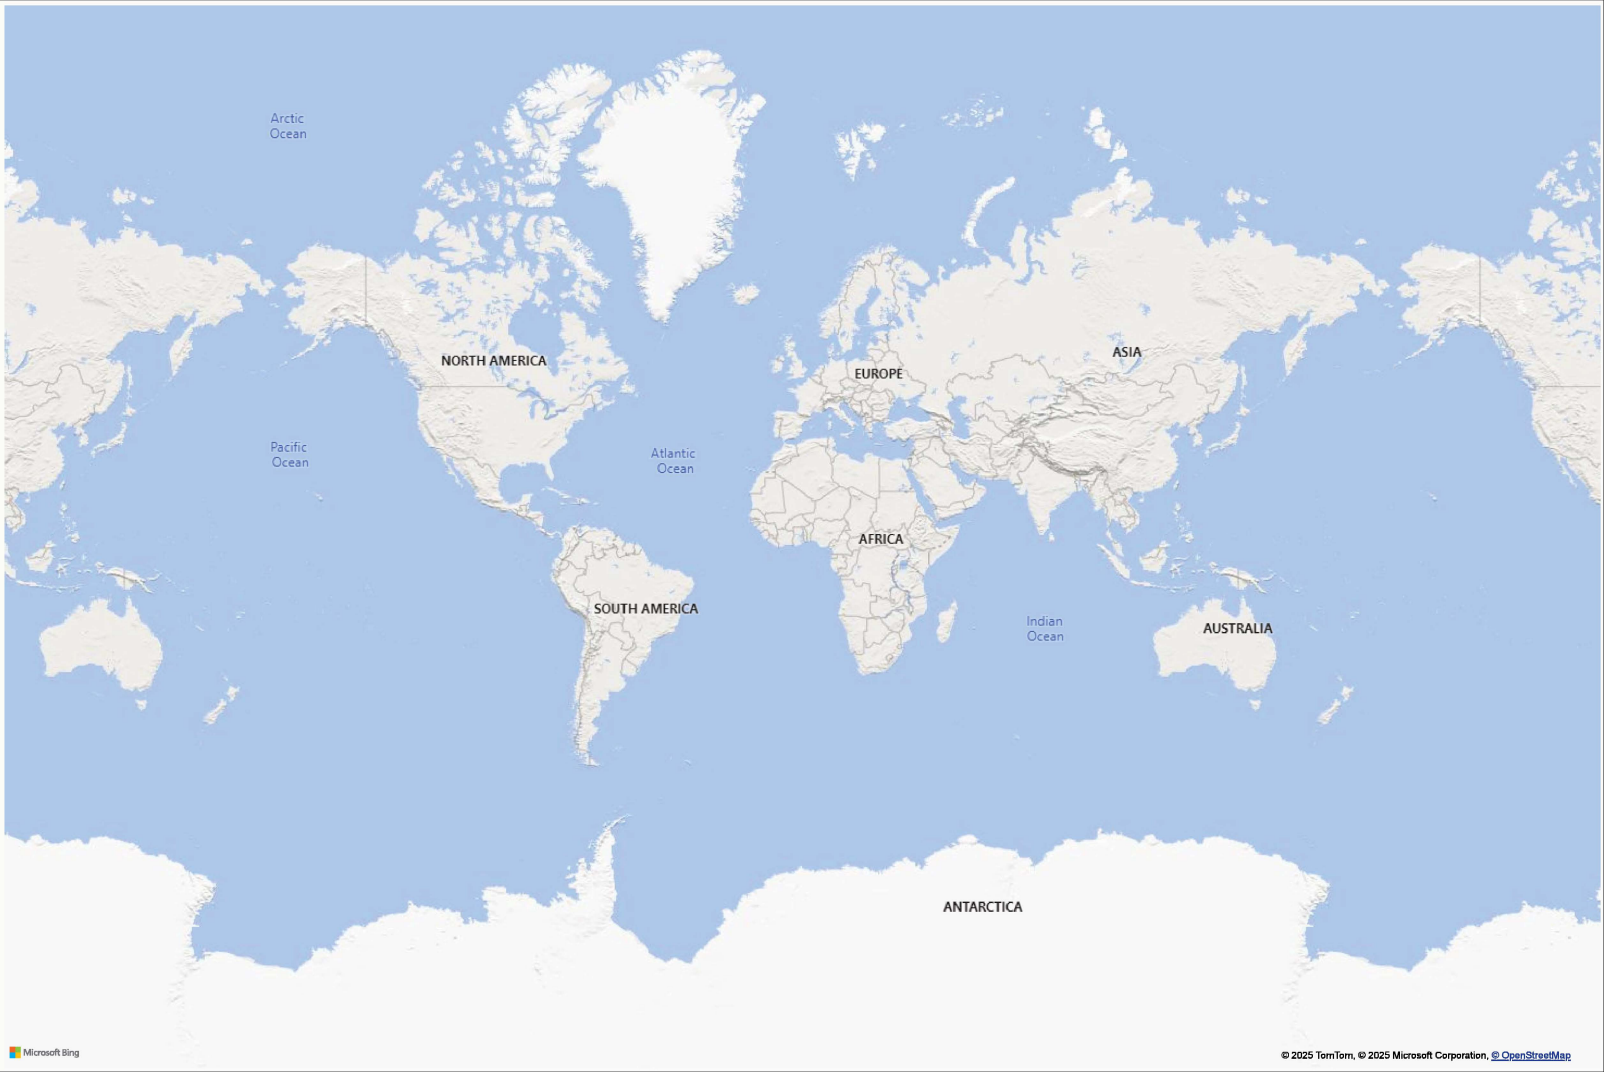 Arctic
Ocean
NORTH AMERICA
ASIA
EUROPE
Pacific
Ocean
Atlantic
Ocean
AFRICA
SOUTH AMERICA
Indian
Ocean
AUSTRALIA
ANTARCTICA
Microsoft Bing
© 2025 TomTom, © 2025 Microsoft Corporation, © OpenStreetMap